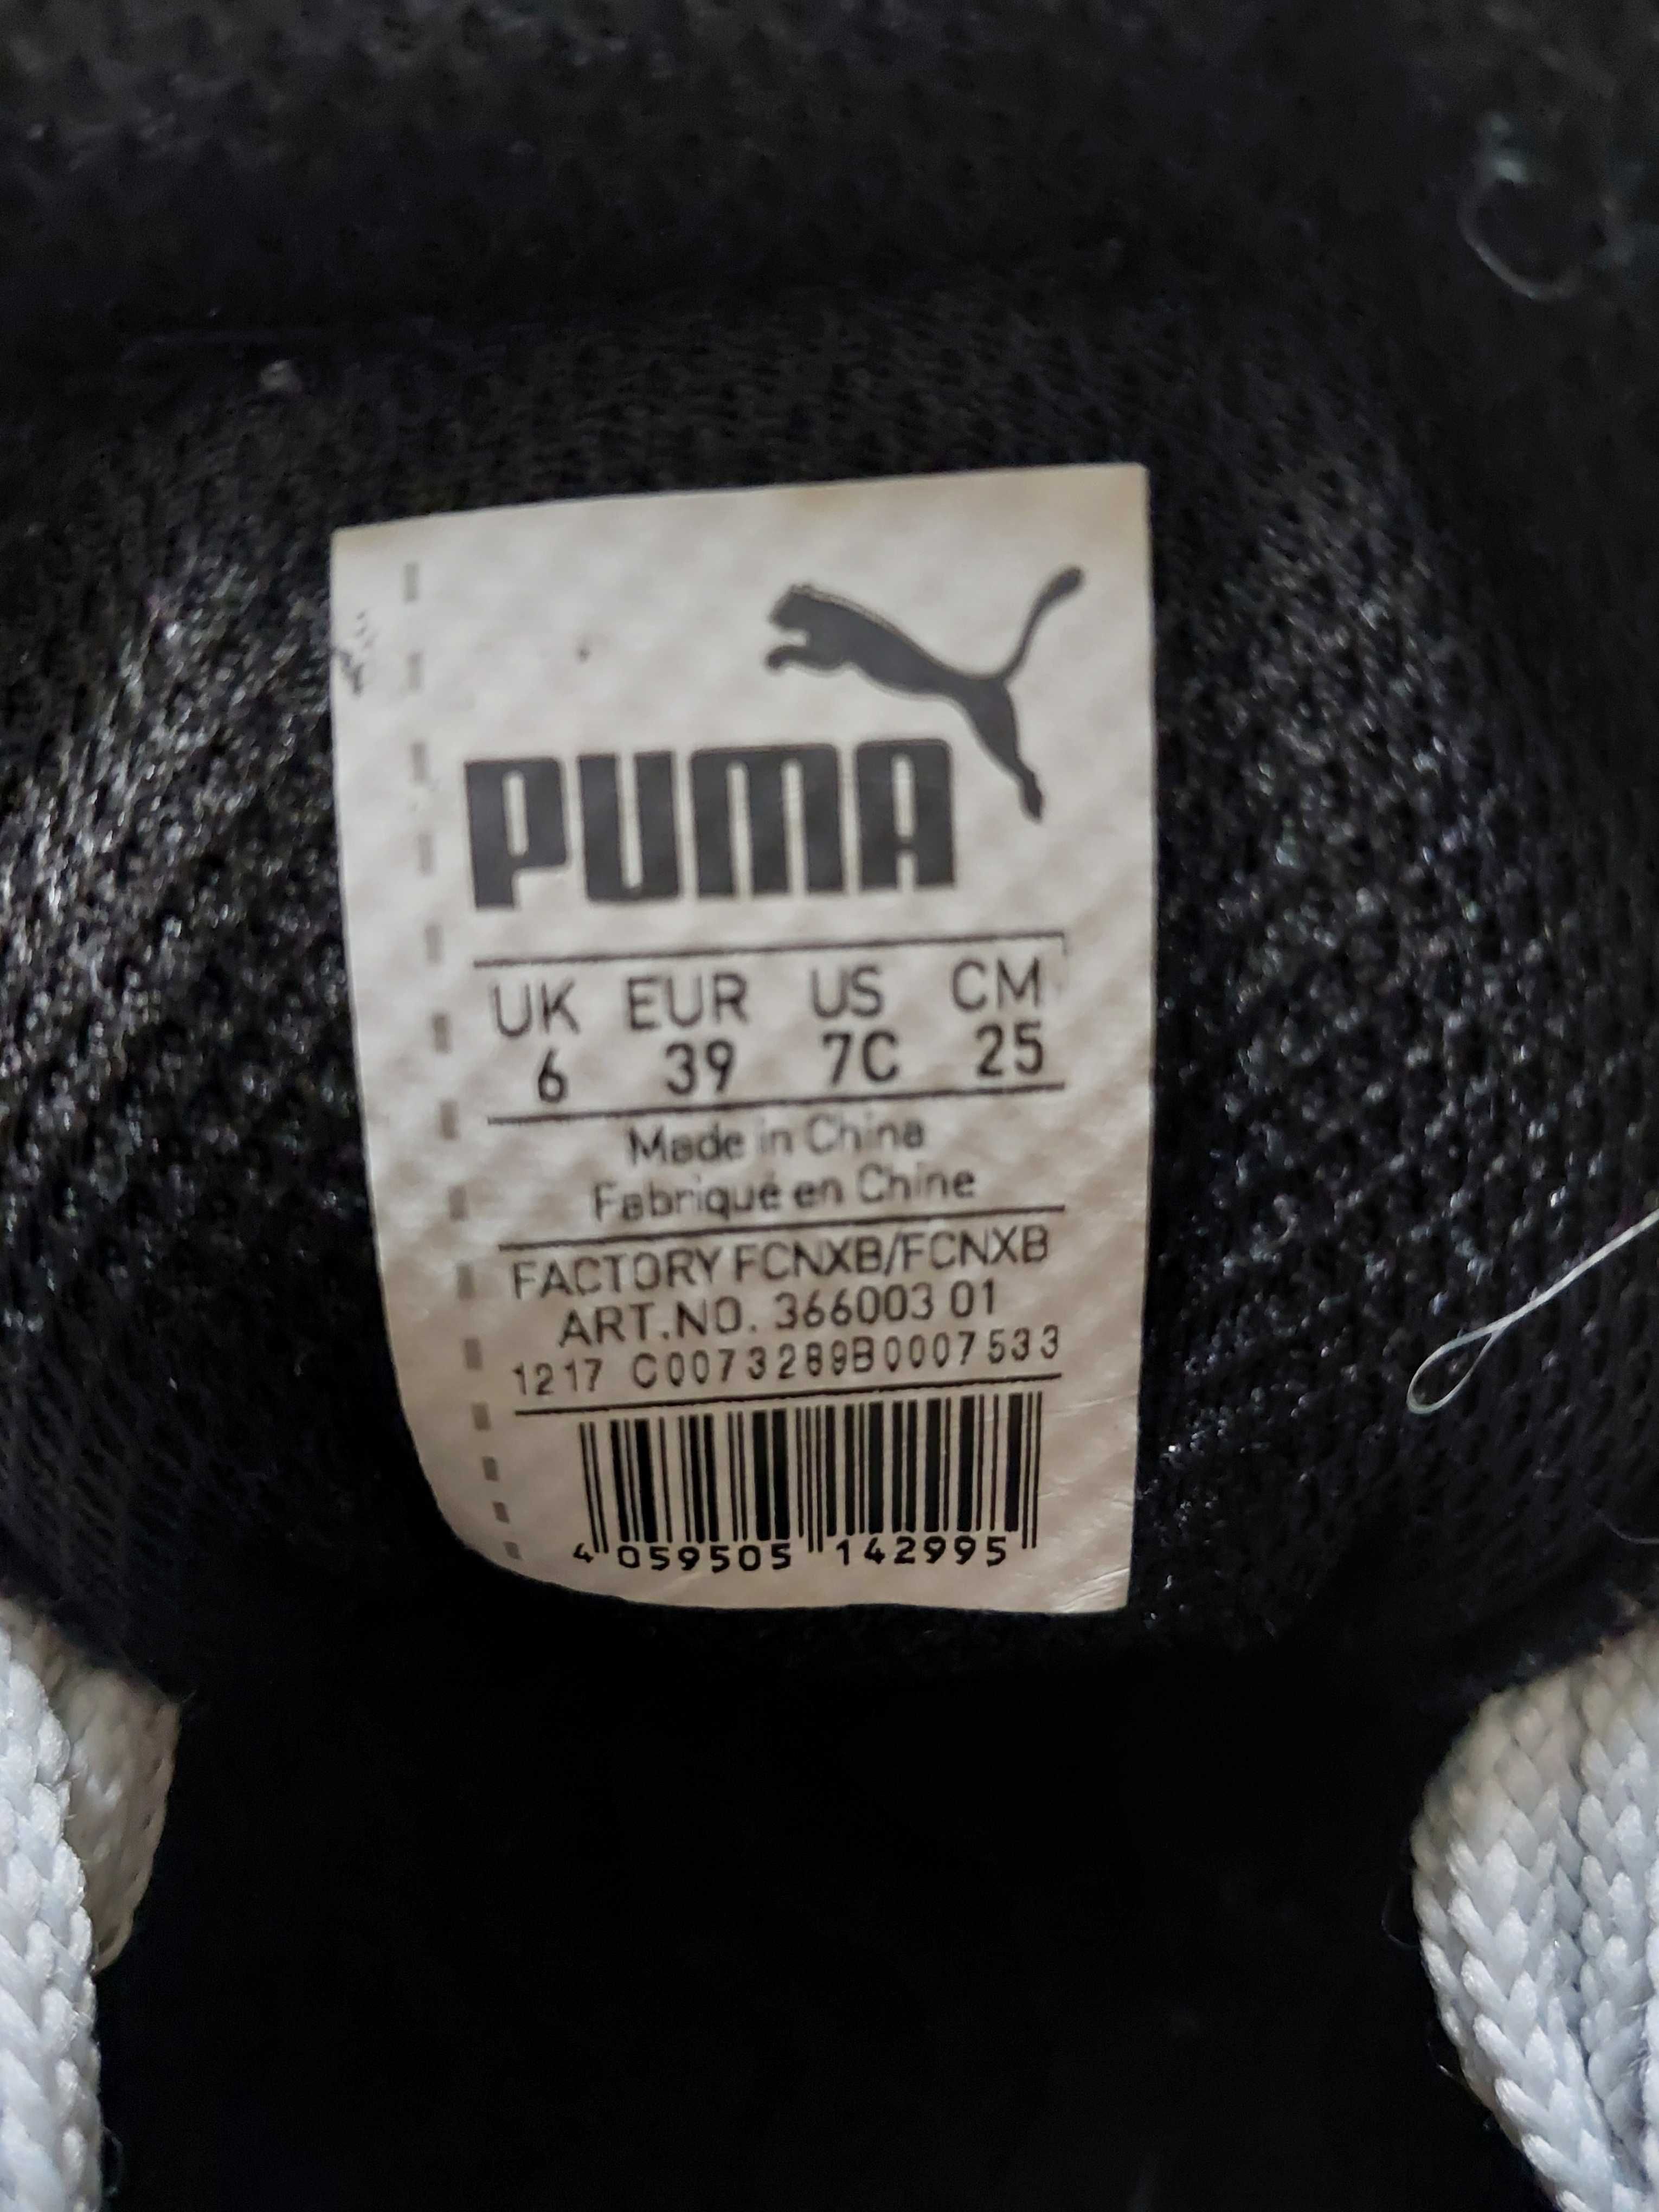 PUMA
UK EUR US CM
6 39 7C 25
Made in China
Fabriqué en Chine
FACTORY FCNXB/FCNXB
ART.NO. 366003 01
1217 C0073289B0007533
4 059505 142995